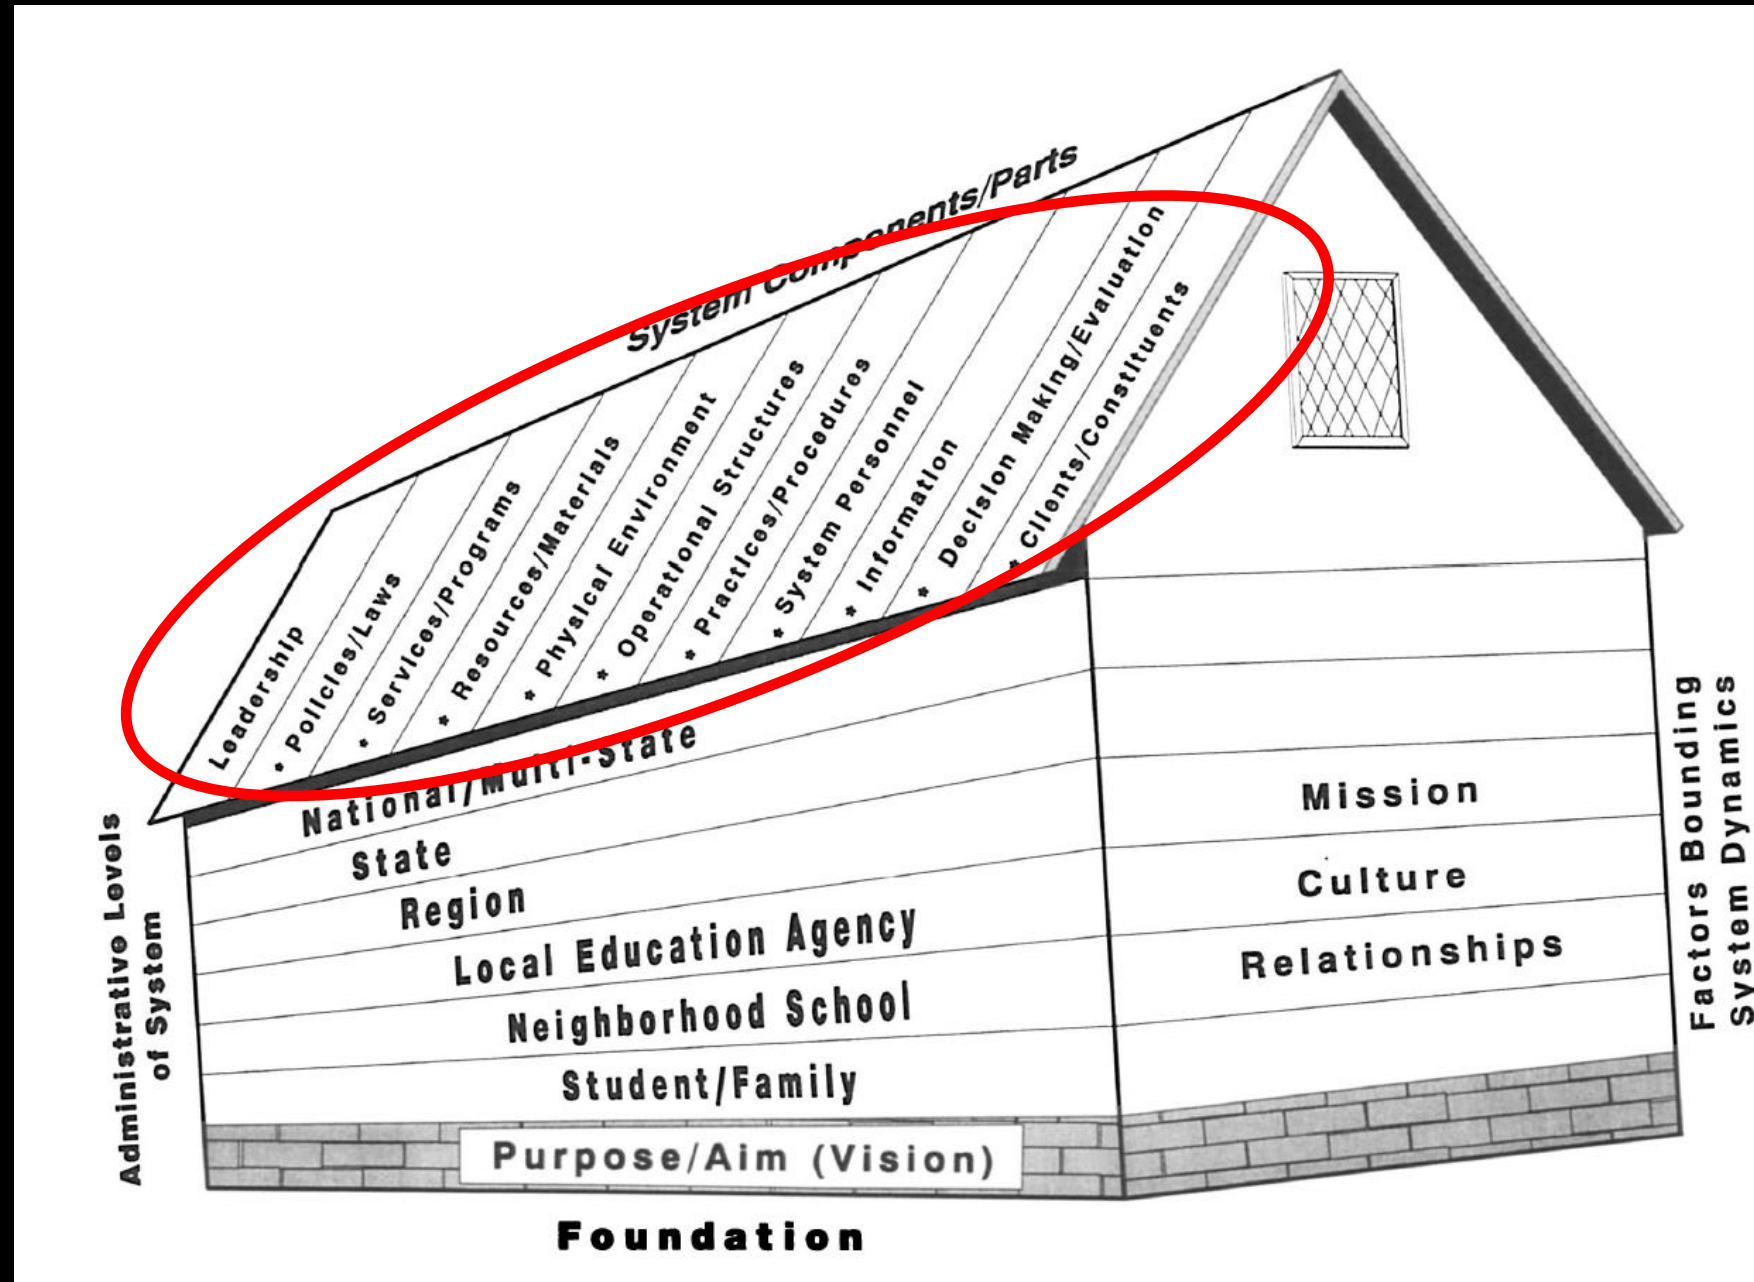 System Components/Parts
Leadership
* Policies/Laws
* Services/Programs
* Resources/Materials
* Physical Environment
* Operational Structures
* Practices/Procedures
* System Personnel
* Information
* Decision Making/Evaluation
* Clients/Constituents
Administrative Levels
of System
National/Multi-State
State
Region
Local Education Agency
Neighborhood School
Student/Family
Mission
Culture
Relationships
Factors Bounding
System Dynamics
Purpose/Aim (Vision)
Foundation